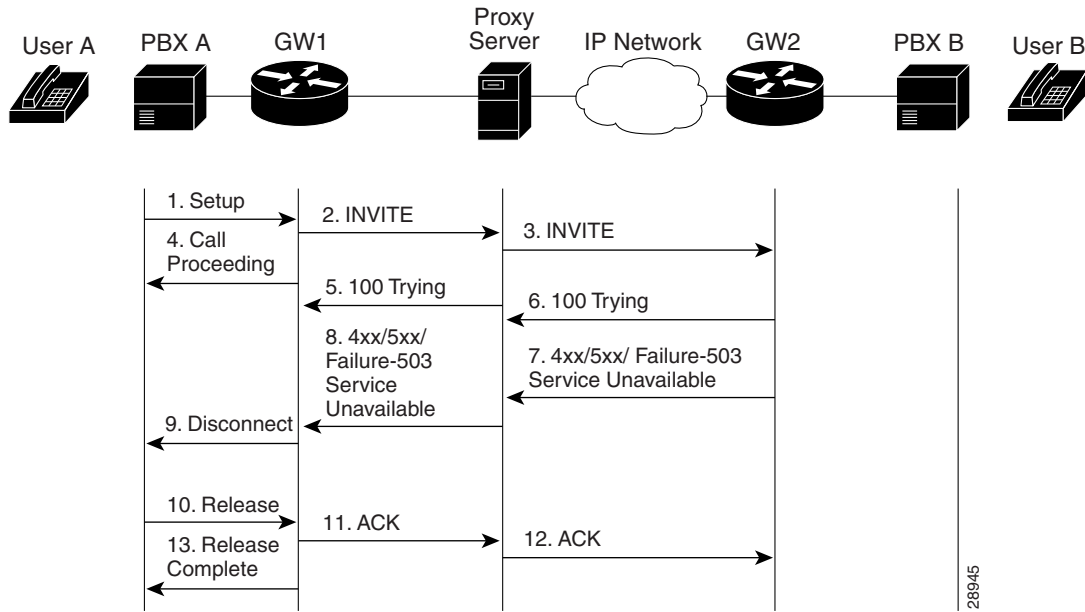 User A
PBX A
GW1
Proxy
Server
IP Network
GW2
PBX B
User B
1. Setup
2. INVITE
3. INVITE
4. Call
Proceeding
5. 100 Trying
6. 100 Trying
8. 4xx/5xx/
Failure-503
Service
Unavailable
7. 4xx/5xx/ Failure-503
Service Unavailable
9. Disconnect
10. Release
11. ACK
12. ACK
13. Release
Complete
28945